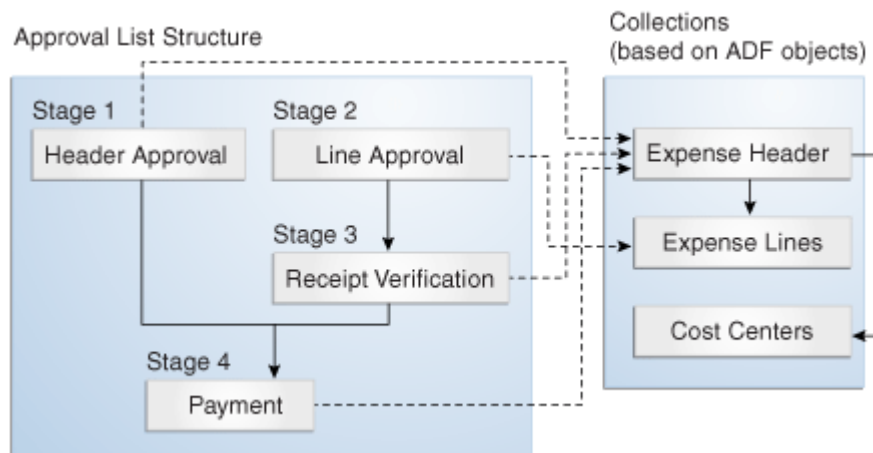 Approval List Structure
Collections
(based on ADF objects)
Stage 1
Header Approval
Stage 2
Line Approval
Stage 3
Receipt Verification
Stage 4
Payment
Expense Header
Expense Lines
Cost Centers